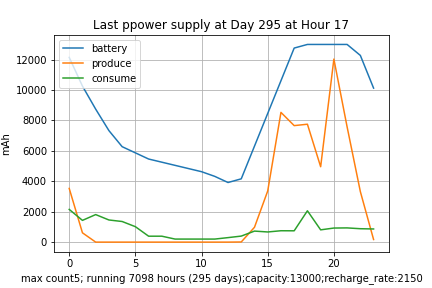 Last ppower supply at Day 295 at Hour 17
battery
produce
consume
mAh
12000
10000
8000
6000
4000
2000
0
0 5 10 15 20
max count5; running 7098 hours (295 days);capacity:13000;recharge_rate:2150